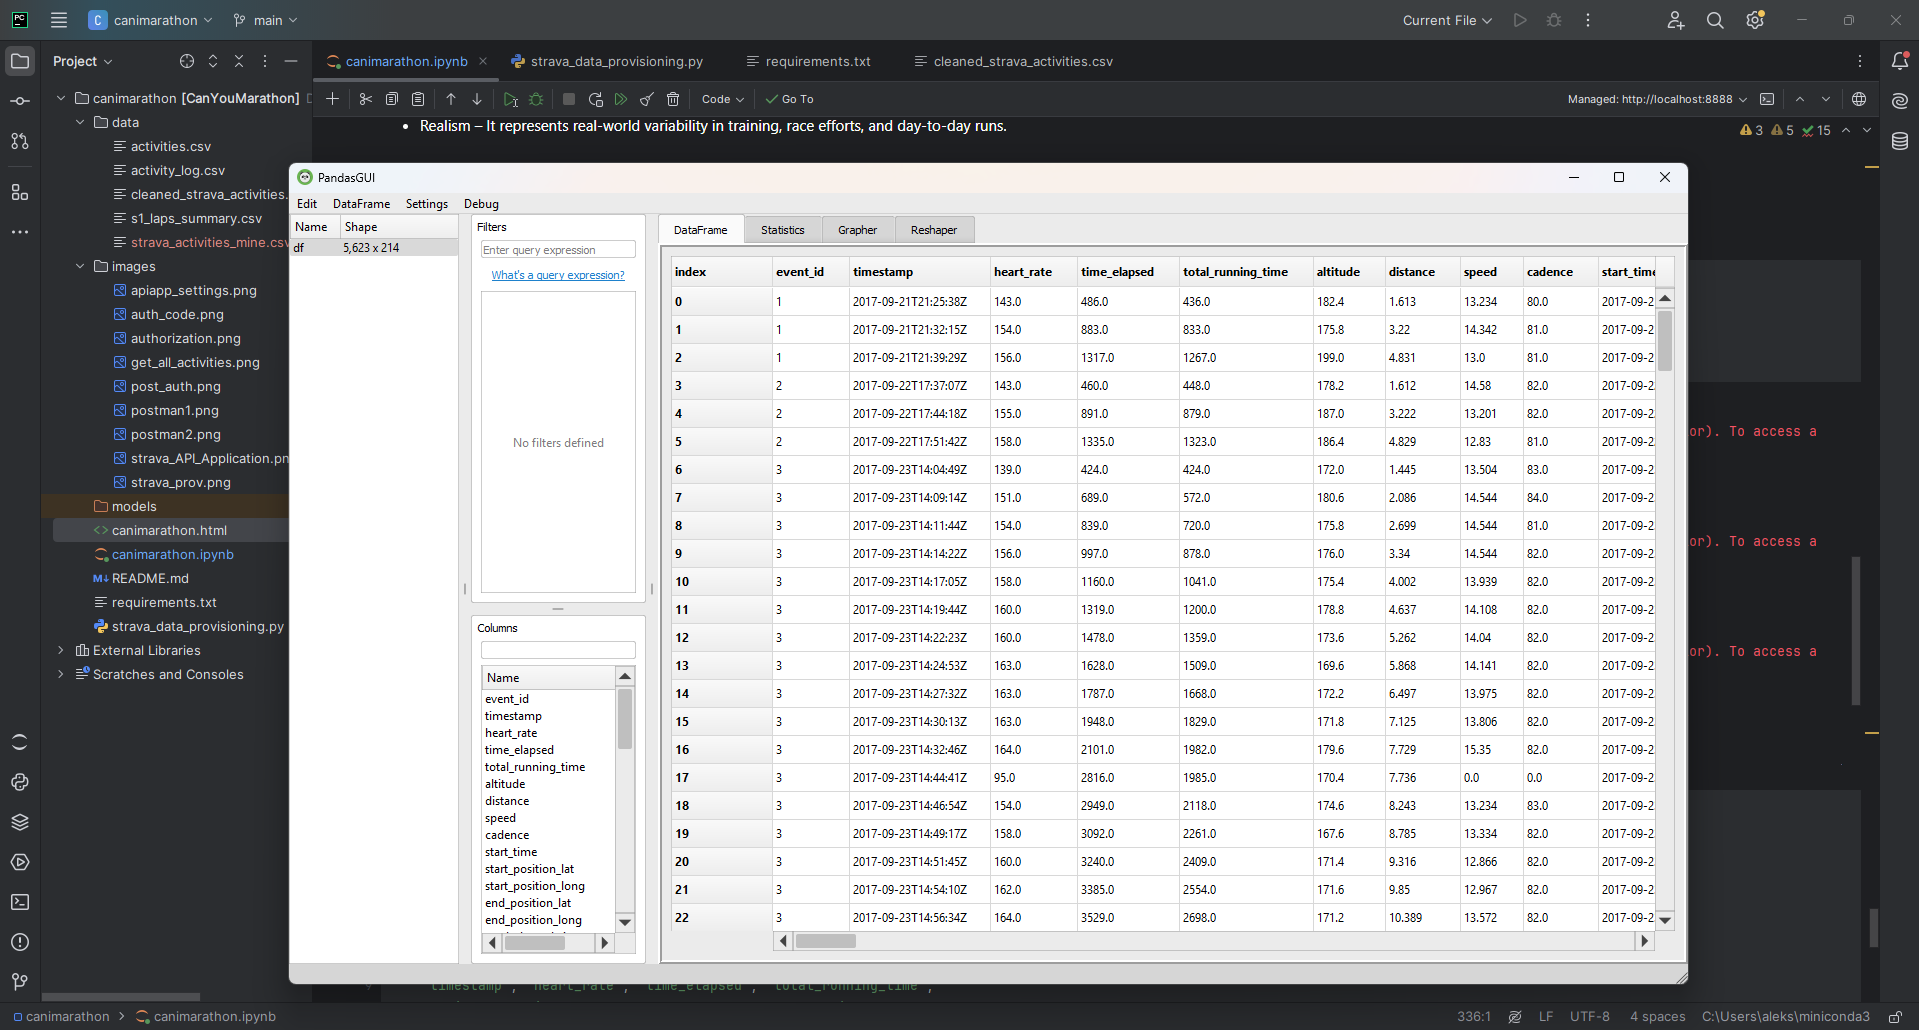 PC
C canimarathon
main
Current File
Project
canimarathon.ipynb
strava_data_provisioning.py
requirements.txt
cleaned_strava_activities.csv
Code
Go To
Managed: http://localhost:8888
• Realism – It represents real-world variability in training, race efforts, and day-to-day runs.
3 5 15
canimarathon [CanYouMarathon]
data
activities.csv
activity_log.csv
cleaned_strava_activities.
s1_laps_summary.csv
strava_activities_mine.csv
images
apiapp_settings.png
auth_code.png
authorization.png
get_all_activities.png
post_auth.png
postman1.png
postman2.png
strava_API_Application.pn
strava_prov.png
models
<> canimarathon.html
canimarathon.ipynb
M↓ README.md
requirements.txt
strava_data_provisioning.py
External Libraries
Scratches and Consoles
PandasGUI
Edit DataFrame Settings Debug
Name Shape
df 5,623 x 214
Filters
Enter query expression
What's a query expression?
No filters defined
Columns
Name
event_id
timestamp
heart_rate
time_elapsed
total_running_time
altitude
distance
speed
cadence
start_time
start_position_lat
start_position_long
end_position_lat
end_position_long
DataFrame Statistics Grapher Reshaper
index event_id timestamp heart_rate time_elapsed total_running_time altitude distance speed cadence start_time
0 1 2017-09-21T21:25:38Z 143.0 486.0 436.0 182.4 1.613 13.234 80.0 2017-09-2
1 1 2017-09-21T21:32:15Z 154.0 883.0 833.0 175.8 3.22 14.342 81.0 2017-09-2
2 1 2017-09-21T21:39:29Z 156.0 1317.0 1267.0 199.0 4.831 13.0 81.0 2017-09-2
3 2 2017-09-22T17:37:07Z 143.0 460.0 448.0 178.2 1.612 14.58 82.0 2017-09-2
4 2 2017-09-22T17:44:18Z 155.0 891.0 879.0 187.0 3.222 13.201 82.0 2017-09-2
5 2 2017-09-22T17:51:42Z 158.0 1335.0 1323.0 186.4 4.829 12.83 81.0 2017-09-2
6 3 2017-09-23T14:04:49Z 139.0 424.0 424.0 172.0 1.445 13.504 83.0 2017-09-2
7 3 2017-09-23T14:09:14Z 151.0 689.0 572.0 180.6 2.086 14.544 84.0 2017-09-2
8 3 2017-09-23T14:11:44Z 154.0 839.0 720.0 175.8 2.699 14.544 81.0 2017-09-2
9 3 2017-09-23T14:14:22Z 156.0 997.0 878.0 176.0 3.34 14.544 82.0 2017-09-2
10 3 2017-09-23T14:17:05Z 158.0 1160.0 1041.0 175.4 4.002 13.939 82.0 2017-09-2
11 3 2017-09-23T14:19:44Z 160.0 1319.0 1200.0 178.8 4.637 14.108 82.0 2017-09-2
12 3 2017-09-23T14:22:23Z 160.0 1478.0 1359.0 173.6 5.262 14.04 82.0 2017-09-2
13 3 2017-09-23T14:24:53Z 163.0 1628.0 1509.0 169.6 5.868 14.141 82.0 2017-09-2
14 3 2017-09-23T14:27:32Z 163.0 1787.0 1668.0 172.2 6.497 13.975 82.0 2017-09-2
15 3 2017-09-23T14:30:13Z 163.0 1948.0 1829.0 171.8 7.125 13.806 82.0 2017-09-2
16 3 2017-09-23T14:32:46Z 164.0 2101.0 1982.0 179.6 7.729 15.35 82.0 2017-09-2
17 3 2017-09-23T14:44:41Z 95.0 2816.0 1985.0 170.4 7.736 0.0 0.0 2017-09-2
18 3 2017-09-23T14:46:54Z 154.0 2949.0 2118.0 174.6 8.243 13.234 83.0 2017-09-2
19 3 2017-09-23T14:49:17Z 158.0 3092.0 2261.0 167.6 8.785 13.334 82.0 2017-09-2
20 3 2017-09-23T14:51:45Z 160.0 3240.0 2409.0 171.4 9.316 12.866 82.0 2017-09-2
21 3 2017-09-23T14:54:10Z 162.0 3385.0 2554.0 171.6 9.85 12.967 82.0 2017-09-2
22 3 2017-09-23T14:56:34Z 164.0 3529.0 2698.0 171.2 10.389 13.572 82.0 2017-09-2
or). To access a
or). To access a
or). To access a
9 timestamp", "heart_rate", "time_elapsed", "total_running_time",
canimarathon > canimarathon.ipynb
336:1 LF UTF-8 4 spaces C:\Users\aleks\miniconda3